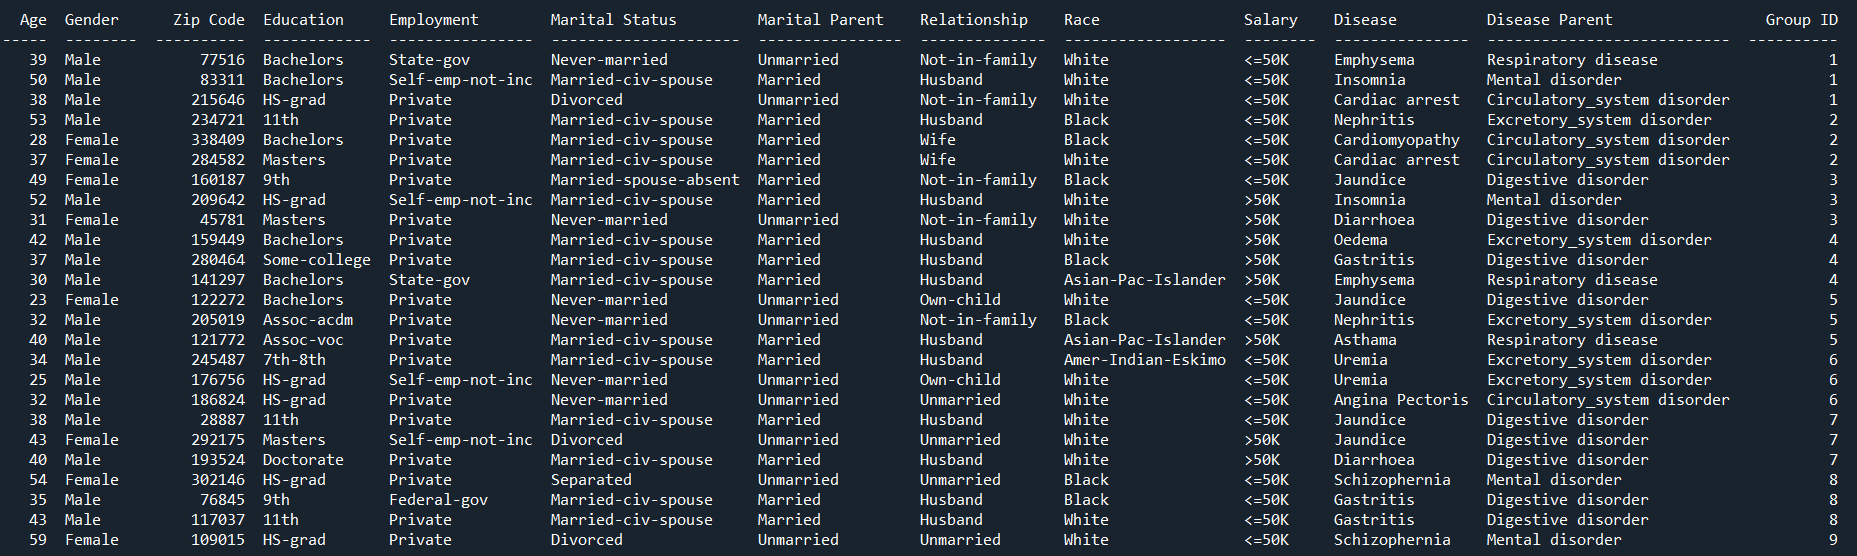 Age Gender Zip Code Education Employment Marital Status Marital Parent Relationship Race Salary Disease Disease Parent Group ID
----- -------- ---------- ------------ ---------------- --------------------- ---------------- -------------- ------------------ -------- --------------- --------------------------- ----------
39 Male 77516 Bachelors State-gov Never-married Unmarried Not-in-family White <=50K Emphysema Respiratory disease 1
50 Male 83311 Bachelors Self-emp-not-inc Married-civ-spouse Married Husband White <=50K Insomnia Mental disorder 1
38 Male 215646 HS-grad Private Divorced Unmarried Not-in-family White <=50K Cardiac arrest Circulatory_system disorder 1
53 Male 234721 11th Private Married-civ-spouse Married Husband Black <=50K Nephritis Excretory_system disorder 2
28 Female 338409 Bachelors Private Married-civ-spouse Married Wife Black <=50K Cardiomyopathy Circulatory_system disorder 2
37 Female 284582 Masters Private Married-civ-spouse Married Wife White <=50K Cardiac arrest Circulatory_system disorder 2
49 Female 160187 9th Private Married-spouse-absent Married Not-in-family Black <=50K Jaundice Digestive disorder 3
52 Male 209642 HS-grad Self-emp-not-inc Married-civ-spouse Married Husband White >50K Insomnia Mental disorder 3
31 Female 45781 Masters Private Never-married Unmarried Not-in-family White >50K Diarrhoea Digestive disorder 3
42 Male 159449 Bachelors Private Married-civ-spouse Married Husband White >50K Oedema Excretory_system disorder 4
37 Male 280464 Some-college Private Married-civ-spouse Married Husband Black >50K Gastritis Digestive disorder 4
30 Male 141297 Bachelors State-gov Married-civ-spouse Married Husband Asian-Pac-Islander >50K Emphysema Respiratory disease 4
23 Female 122272 Bachelors Private Never-married Unmarried Own-child White <=50K Jaundice Digestive disorder 5
32 Male 205019 Assoc-acdm Private Never-married Unmarried Not-in-family Black <=50K Nephritis Excretory_system disorder 5
40 Male 121772 Assoc-voc Private Married-civ-spouse Married Husband Asian-Pac-Islander >50K Asthama Respiratory disease 5
34 Male 245487 7th-8th Private Married-civ-spouse Married Husband Amer-Indian-Eskimo <=50K Uremia Excretory_system disorder 6
25 Male 176756 HS-grad Self-emp-not-inc Never-married Unmarried Own-child White <=50K Uremia Excretory_system disorder 6
32 Male 186824 HS-grad Private Never-married Unmarried Unmarried White <=50K Angina Pectoris Circulatory_system disorder 6
38 Male 28887 11th Private Married-civ-spouse Married Husband White <=50K Jaundice Digestive disorder 7
43 Female 292175 Masters Self-emp-not-inc Divorced Unmarried Unmarried White >50K Jaundice Digestive disorder 7
40 Male 193524 Doctorate Private Married-civ-spouse Married Husband White >50K Diarrhoea Digestive disorder 7
54 Female 302146 HS-grad Private Separated Unmarried Unmarried Black <=50K Schizophernia Mental disorder 8
35 Male 76845 9th Federal-gov Married-civ-spouse Married Husband Black <=50K Gastritis Digestive disorder 8
43 Male 117037 11th Private Married-civ-spouse Married Husband White <=50K Gastritis Digestive disorder 8
59 Female 109015 HS-grad Private Divorced Unmarried Unmarried White <=50K Schizophernia Mental disorder 9